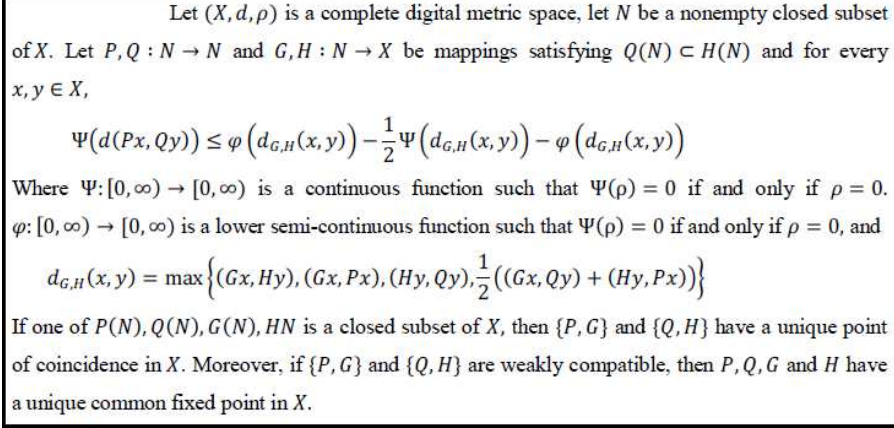 Let (X, d, ρ) is a complete digital metric space, let N be a nonempty closed subset
of X. Let P, Q : N → N and G, H : N → X be mappings satisfying Q(N) ⊂ H(N) and for every
x, y ∈ X,
Ψ(d(Px, Qy)) ≤ φ(d_{G,H}(x, y)) − 1/2 Ψ(d_{G,H}(x, y)) − φ(d_{G,H}(x, y))
Where Ψ: [0, ∞) → [0, ∞) is a continuous function such that Ψ(ρ) = 0 if and only if ρ = 0.
φ: [0, ∞) → [0, ∞) is a lower semi-continuous function such that Ψ(ρ) = 0 if and only if ρ = 0, and
d_{G,H}(x, y) = max{(Gx, Hy), (Gx, Px), (Hy, Qy), 1/2 ((Gx, Qy) + (Hy, Px))}
If one of P(N), Q(N), G(N), HN is a closed subset of X, then {P, G} and {Q, H} have a unique point
of coincidence in X. Moreover, if {P, G} and {Q, H} are weakly compatible, then P, Q, G and H have
a unique common fixed point in X.